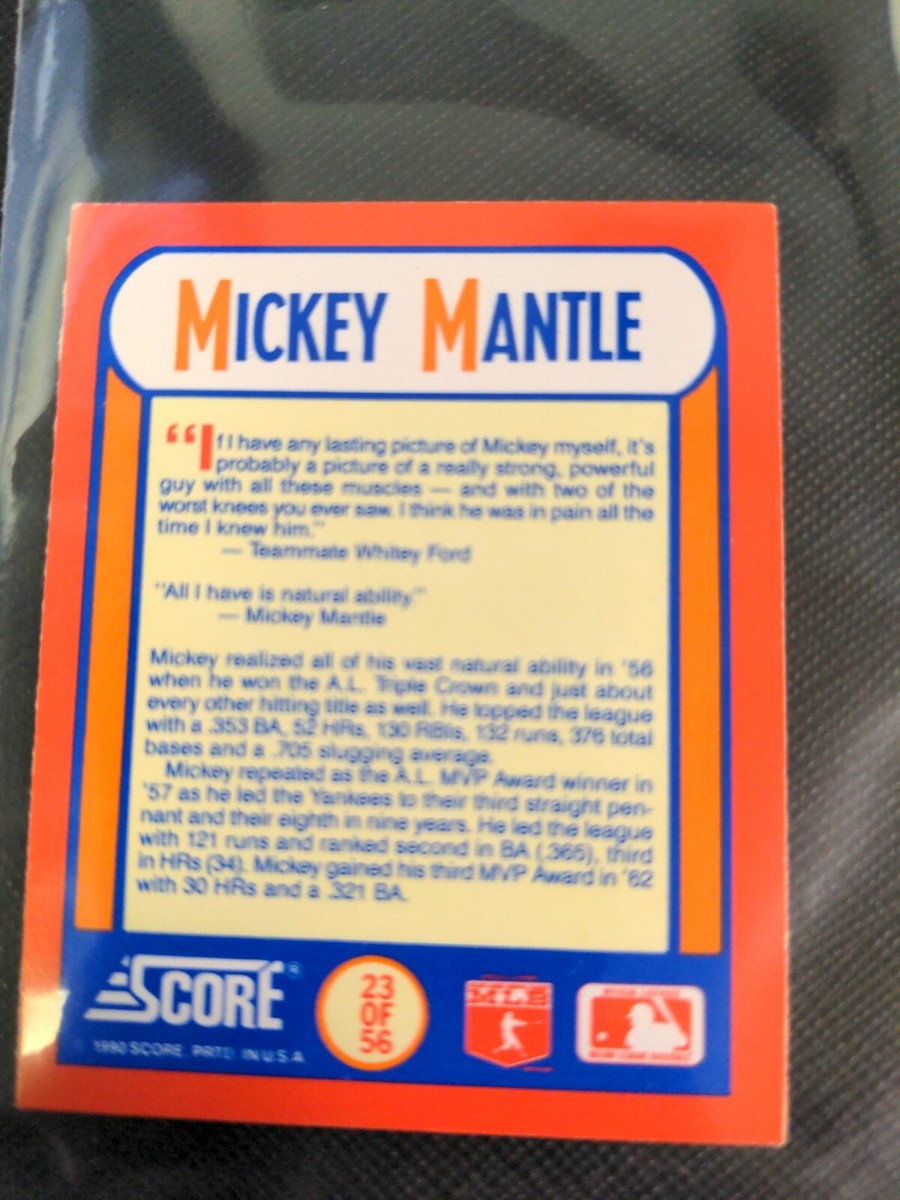 MICKEY MANTLE
“If I have any lasting picture of Mickey myself, it's
probably a picture of a really strong, powerful
guy with all these muscles — and with two of the
worst knees you ever saw. I think he was in pain all the
time I knew him.”
— Teammate Whitey Ford
“All I have is natural ability.”
— Mickey Mantle
Mickey realized all of his vast natural ability in '56
when he won the A.L. Triple Crown and just about
every other hitting title as well. He topped the league
with a .353 BA, 52 HRs, 130 RBIs, 132 runs, 376 total
bases and a .705 slugging average.
Mickey repeated as the A.L. MVP Award winner in
'57 as he led the Yankees to their third straight pen-
nant and their eighth in nine years. He led the league
with 121 runs and ranked second in BA (.365), third
in HRs (34). Mickey gained his third MVP Award in '62
with 30 HRs and a .321 BA.
SCORE®
1990 SCORE. PRTD IN U.S.A
23
OF
56
MLB